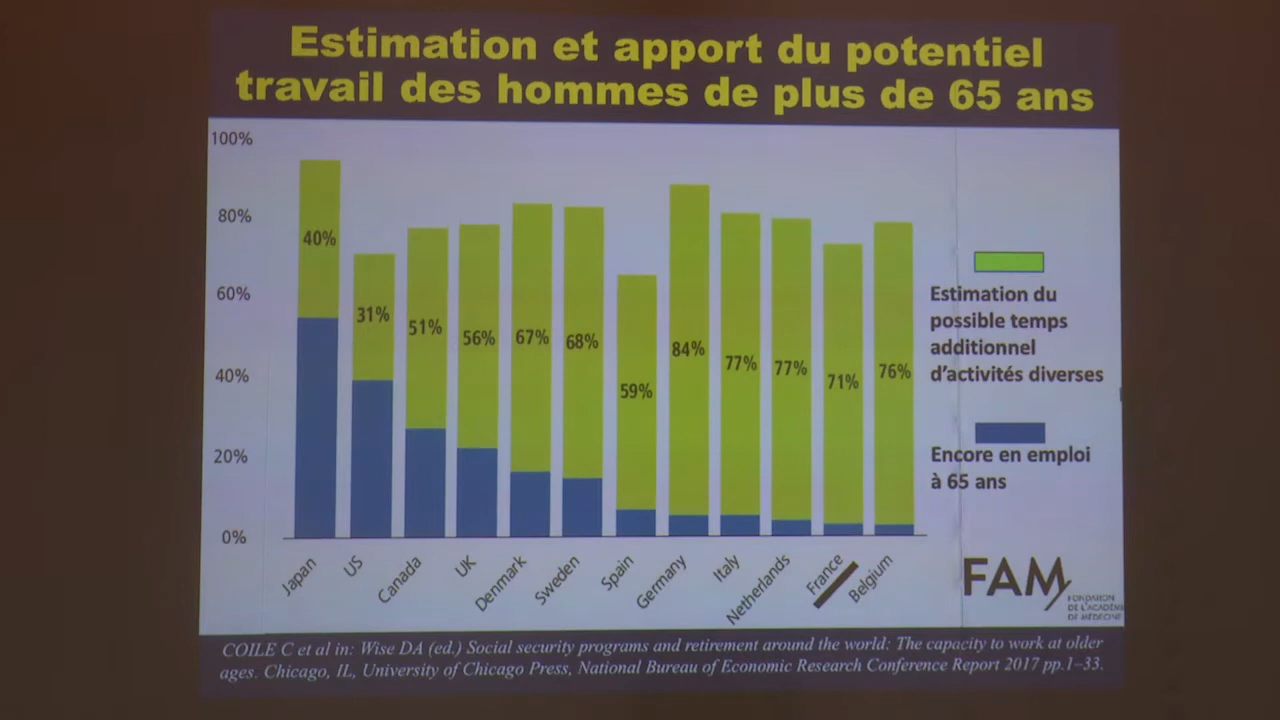 Estimation et apport du potentiel
travail des hommes de plus de 65 ans
100%
80%
60%
40%
20%
0%
40%
31%
51%
56%
67%
68%
59%
84%
77%
77%
71%
76%
Japan
US
Canada
UK
Denmark
Sweden
Spain
Germany
Italy
Netherlands
France
Belgium
Estimation du
possible temps
additionnel
d'activités diverses
Encore en emploi
à 65 ans
FAM
FONDATION
DE L'ACADÉMIE
DE MÉDECINE
COILE C et al in: Wise DA (ed.) Social security programs and retirement around the world: The capacity to work at older
ages. Chicago, IL, University of Chicago Press, National Bureau of Economic Research Conference Report 2017 pp.1–33.